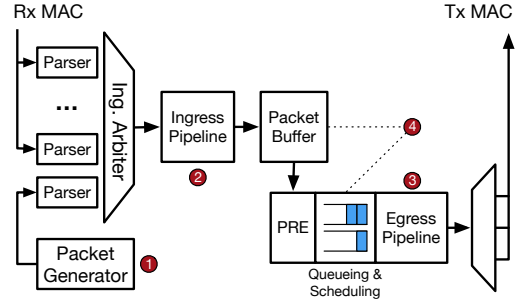 Rx MAC
Tx MAC
Parser
...
Parser
Parser
Ing. Arbiter
Ingress
Pipeline
2
Packet
Buffer
4
3
PRE
Egress
Pipeline
Queueing &
Scheduling
Packet
Generator
1